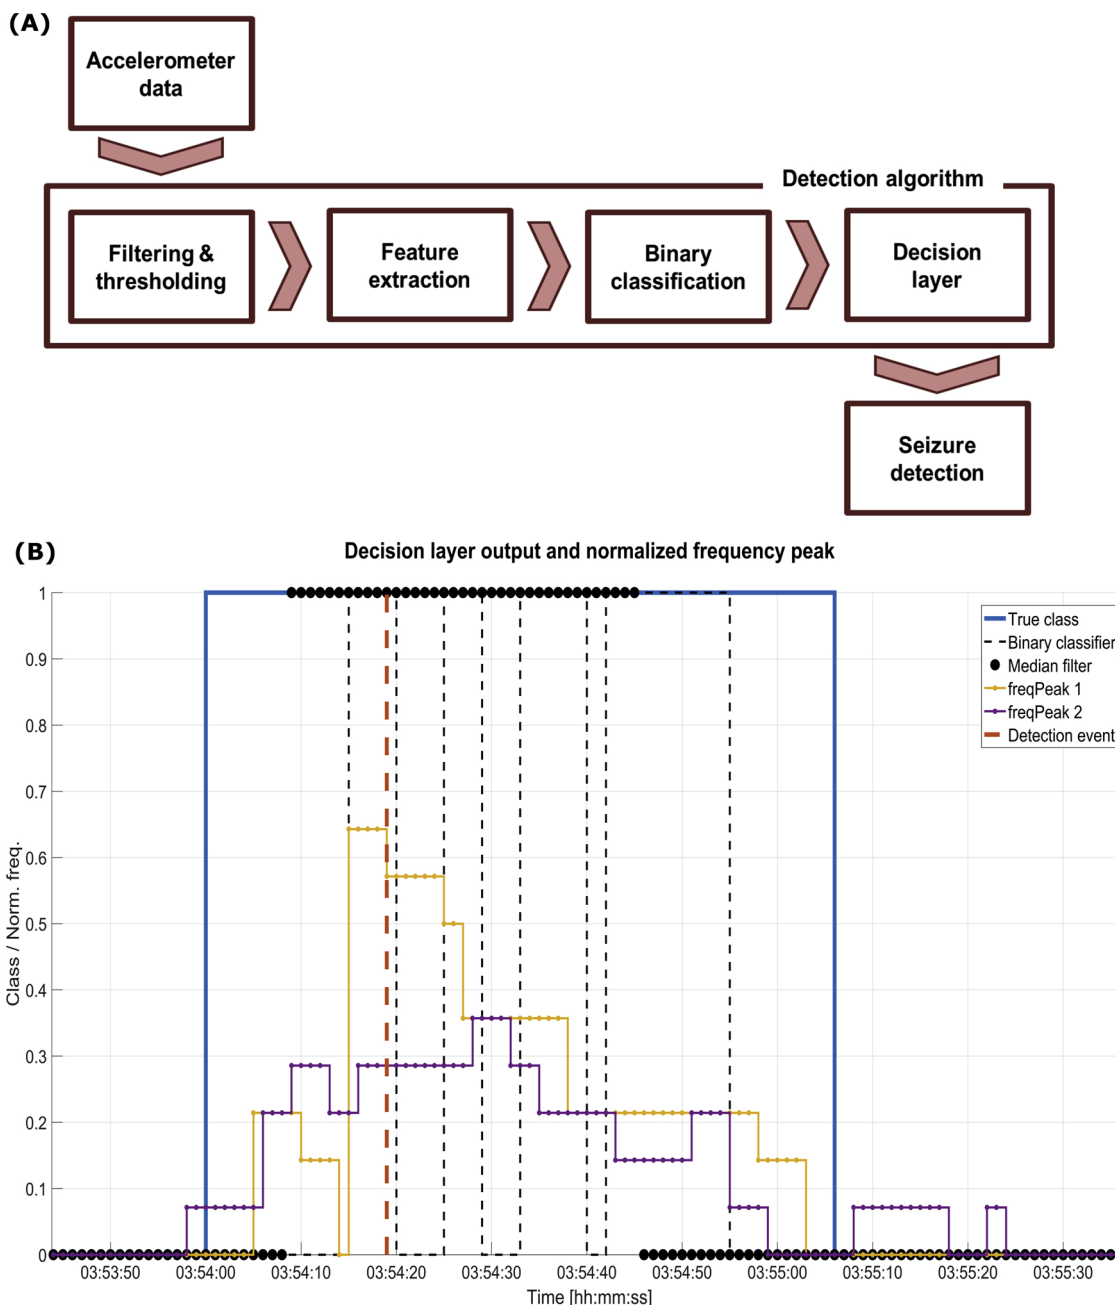 (A)
Accelerometer
data
Detection algorithm
Filtering &
thresholding
Feature
extraction
Binary
classification
Decision
layer
Seizure
detection
(B)
Decision layer output and normalized frequency peak
1
0.9
0.8
0.7
0.6
0.5
0.4
0.3
0.2
0.1
0
Class / Norm. freq.
True class
Binary classifier
Median filter
freqPeak 1
freqPeak 2
Detection event
03:53:50 03:54:00 03:54:10 03:54:20 03:54:30 03:54:40 03:54:50 03:55:00 03:55:10 03:55:20 03:55:30
Time [hh:mm:ss]